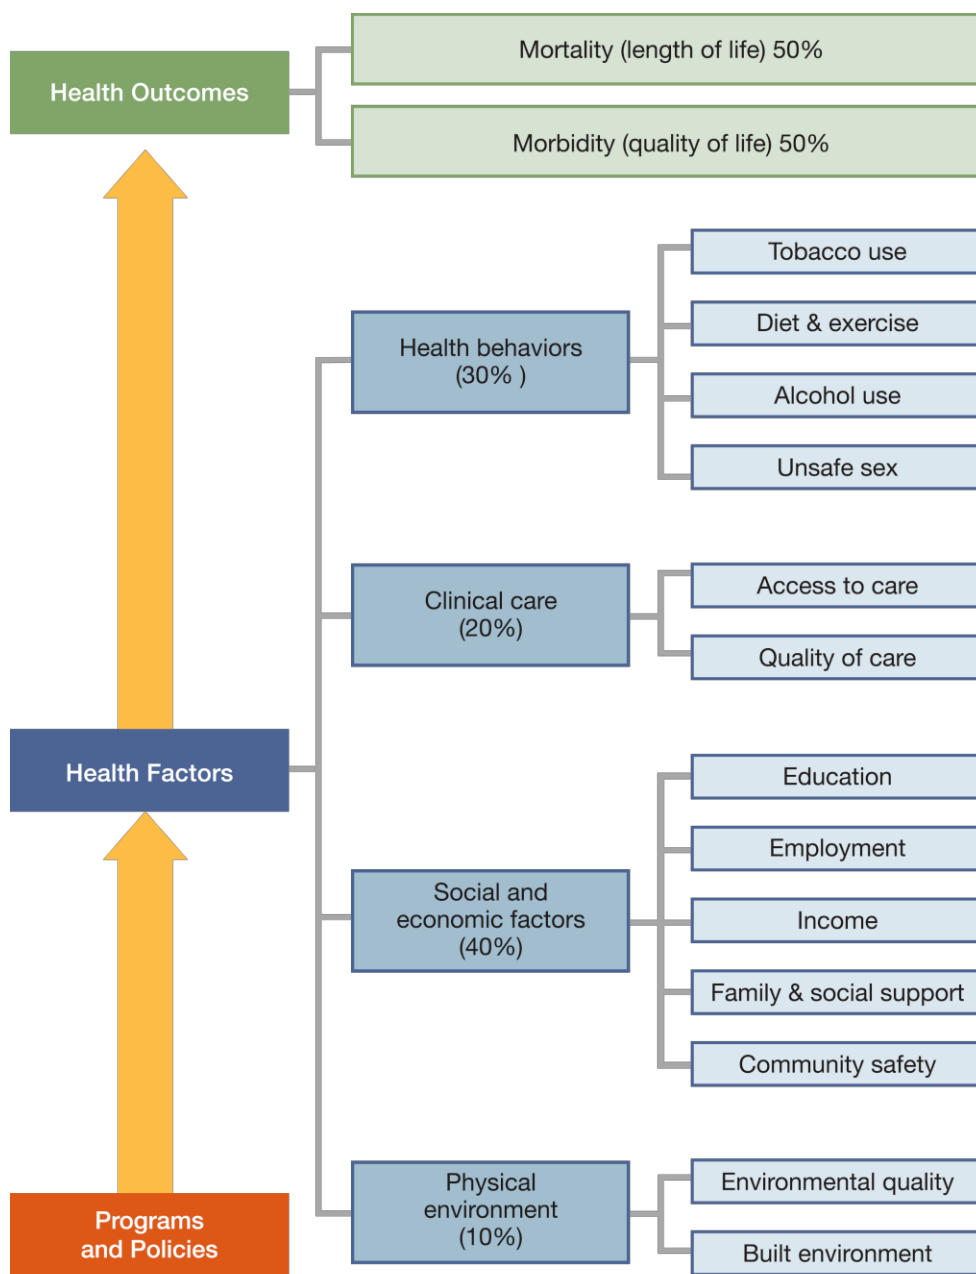 Health Outcomes
Mortality (length of life) 50%
Morbidity (quality of life) 50%
Health Factors
Health behaviors
(30% )
Tobacco use
Diet & exercise
Alcohol use
Unsafe sex
Clinical care
(20%)
Access to care
Quality of care
Social and
economic factors
(40%)
Education
Employment
Income
Family & social support
Community safety
Physical
environment
(10%)
Environmental quality
Built environment
Programs
and Policies